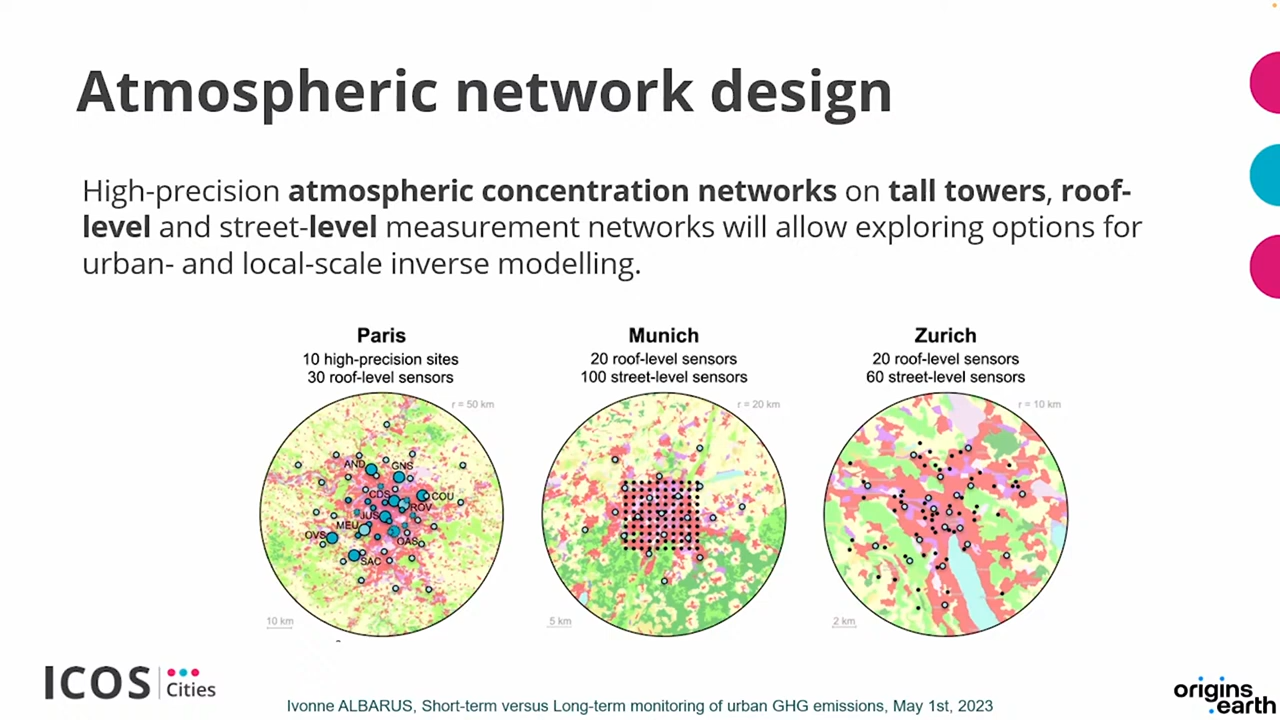 Atmospheric network design
High-precision atmospheric concentration networks on tall towers, roof-
level and street-level measurement networks will allow exploring options for
urban- and local-scale inverse modelling.
Paris
10 high-precision sites
30 roof-level sensors
r = 50 km
AND
GNS
CDS
COU
ROV
JUS
MEU
OVS
OAS
SAC
10 km
Munich
20 roof-level sensors
100 street-level sensors
r = 20 km
5 km
Zurich
20 roof-level sensors
60 street-level sensors
r = 10 km
2 km
ICOS
Cities
Ivonne ALBARUS, Short-term versus Long-term monitoring of urban GHG emissions, May 1st, 2023
origins
.earth